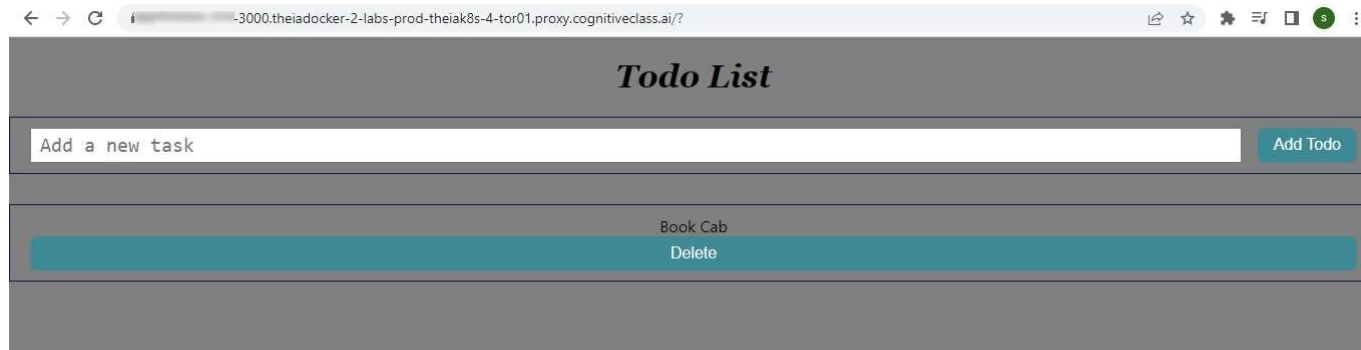 -3000.theiadocker-2-labs-prod-theiak8s-4-tor01.proxy.cognitiveclass.ai/?
S
Todo List
Add a new task
Add Todo
Book Cab
Delete